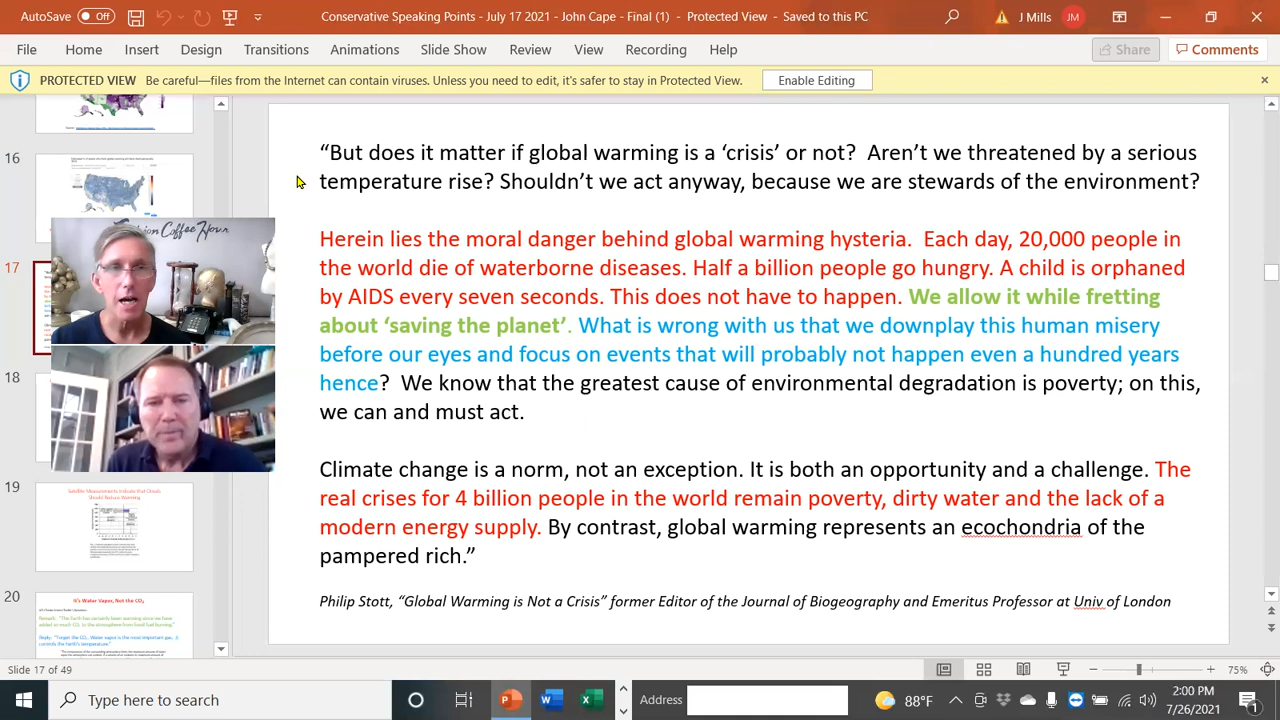 AutoSave Off Conservative Speaking Points - July 17 2021 - John Cape - Final (1) - Protected View - Saved to this PC J Mills JM
File Home Insert Design Transitions Animations Slide Show Review View Recording Help Share Comments
PROTECTED VIEW Be careful—files from the Internet can contain viruses. Unless you need to edit, it's safer to stay in Protected View. Enable Editing
16
17
18
19
Satellite Measurements Indicate that Clouds
20
It's Water Vapor, Not the CO₂
Coffee Hour
“But does it matter if global warming is a ‘crisis’ or not? Aren’t we threatened by a serious
temperature rise? Shouldn’t we act anyway, because we are stewards of the environment?
Herein lies the moral danger behind global warming hysteria. Each day, 20,000 people in
the world die of waterborne diseases. Half a billion people go hungry. A child is orphaned
by AIDS every seven seconds. This does not have to happen. We allow it while fretting
about ‘saving the planet’. What is wrong with us that we downplay this human misery
before our eyes and focus on events that will probably not happen even a hundred years
hence? We know that the greatest cause of environmental degradation is poverty; on this,
we can and must act.
Climate change is a norm, not an exception. It is both an opportunity and a challenge. The
real crises for 4 billion people in the world remain poverty, dirty water and the lack of a
modern energy supply. By contrast, global warming represents an ecochondria of the
pampered rich.”
Philip Stott, “Global Warming is Not a Crisis” former Editor of the Journal of Biogeography and Emeritus Professor at Univ of London
Slide 17 of 49 75%
Type here to search Address 88°F 2:00 PM
7/26/2021 1